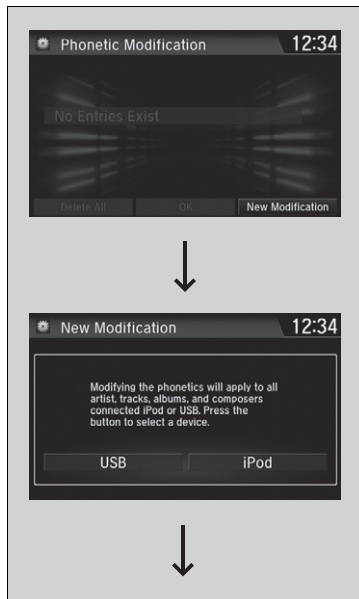 Phonetic Modification 12:34
No Entries Exist
Delete All OK New Modification
New Modification 12:34
Modifying the phonetics will apply to all
artist, tracks, albums, and composers
connected iPod or USB. Press the
button to select a device.
USB iPod